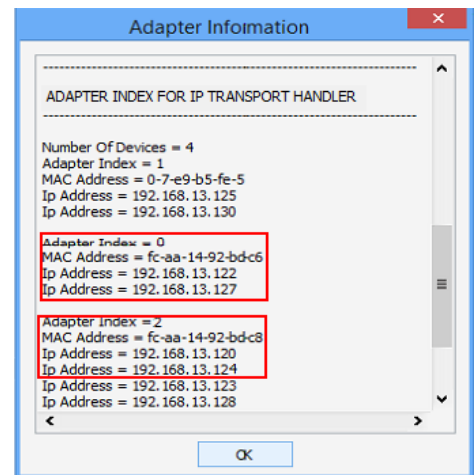 Adapter Information
ADAPTER INDEX FOR IP TRANSPORT HANDLER
Number Of Devices = 4
Adapter Index = 1
MAC Address = 0-7-e9-b5-fe-5
Ip Address = 192.168.13.125
Ip Address = 192.168.13.130
Adapter Index = 0
MAC Address = fc-aa-14-92-bd-c6
Ip Address = 192.168.13.122
Ip Address = 192.168.13.127
Adapter Index =2
MAC Address = fc-aa-14-92-bd-c8
Ip Address = 192.168.13.120
Ip Address = 192.168.13.124
Ip Address = 192.168.13.123
Ip Address = 192.168.13.128
OK